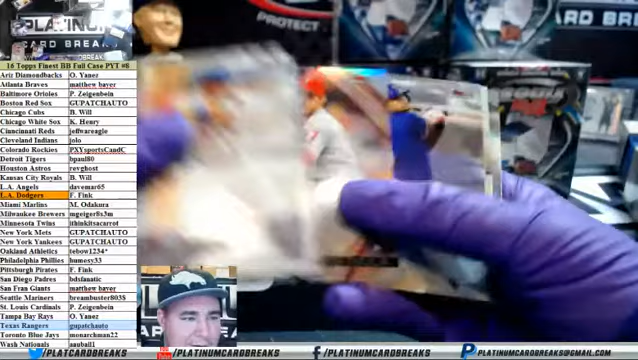 PLATINUM
CARD BREAKS
16 Topps Finest BB Full Case PYT #8
Ariz Diamondbacks O. Yanez
Atlanta Braves matthew bayer
Baltimore Orioles P. Zeigenbein
Boston Red Sox GUPATCHAUTO
Chicago Cubs B. Will
Chicago White Sox K. Henry
Cincinnati Reds jeffwareagle
Cleveland Indians jolo
Colorado Rockies PXYsportsCandC
Detroit Tigers bpaul80
Houston Astros revghost
Kansas City Royals B. Will
L.A. Angels davemar65
L.A. Dodgers F. Fink
Miami Marlins M. Odakura
Milwaukee Brewers mgeiger8s3m
Minnesota Twins ithinkitsacarrot
New York Mets GUPATCHAUTO
New York Yankees GUPATCHAUTO
Oakland Athletics tebow1234*
Philadelphia Phillies humesy33
Pittsburgh Pirates F. Fink
San Diego Padres bdsfanatic
San Fran Giants matthew bayer
Seattle Mariners breambuster803$
St. Louis Cardinals P. Zeigenbein
Tampa Bay Rays O. Yanez
Texas Rangers gupatchauto
Toronto Blue Jays monarchman22
Wash Nationals aaubail1
PROTECT
CARD BREAKS
@PLATCARDBREAKS
/PLATINUMCARDBREAKS
/PLATINUMCARDBREAKS
PLATINUMCARDBREAKS@GMAIL.COM